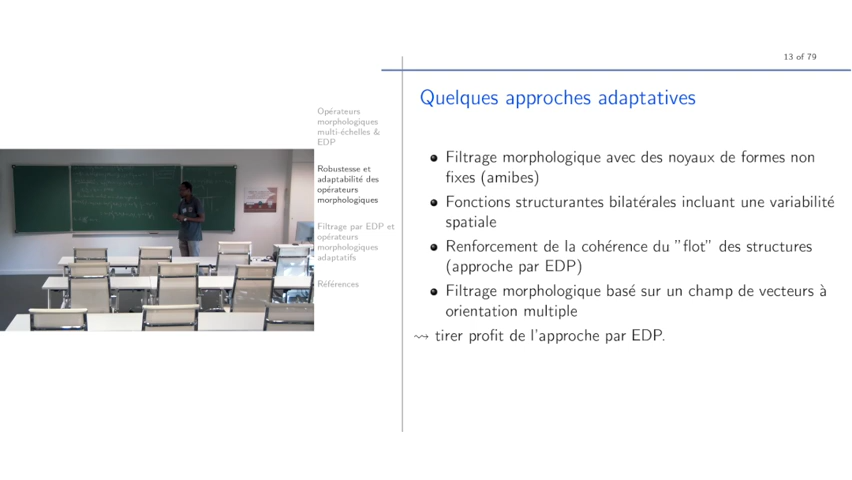 13 of 79
Quelques approches adaptatives
Opérateurs
morphologiques
multi-échelles &
EDP
Robustesse et
adaptabilité des
opérateurs
morphologiques
Filtrage par EDP et
opérateurs
morphologiques
adaptatifs
Références
Filtrage morphologique avec des noyaux de formes non
fixes (amibes)
Fonctions structurantes bilatérales incluant une variabilité
spatiale
Renforcement de la cohérence du "flot" des structures
(approche par EDP)
Filtrage morphologique basé sur un champ de vecteurs à
orientation multiple
⇝ tirer profit de l'approche par EDP.